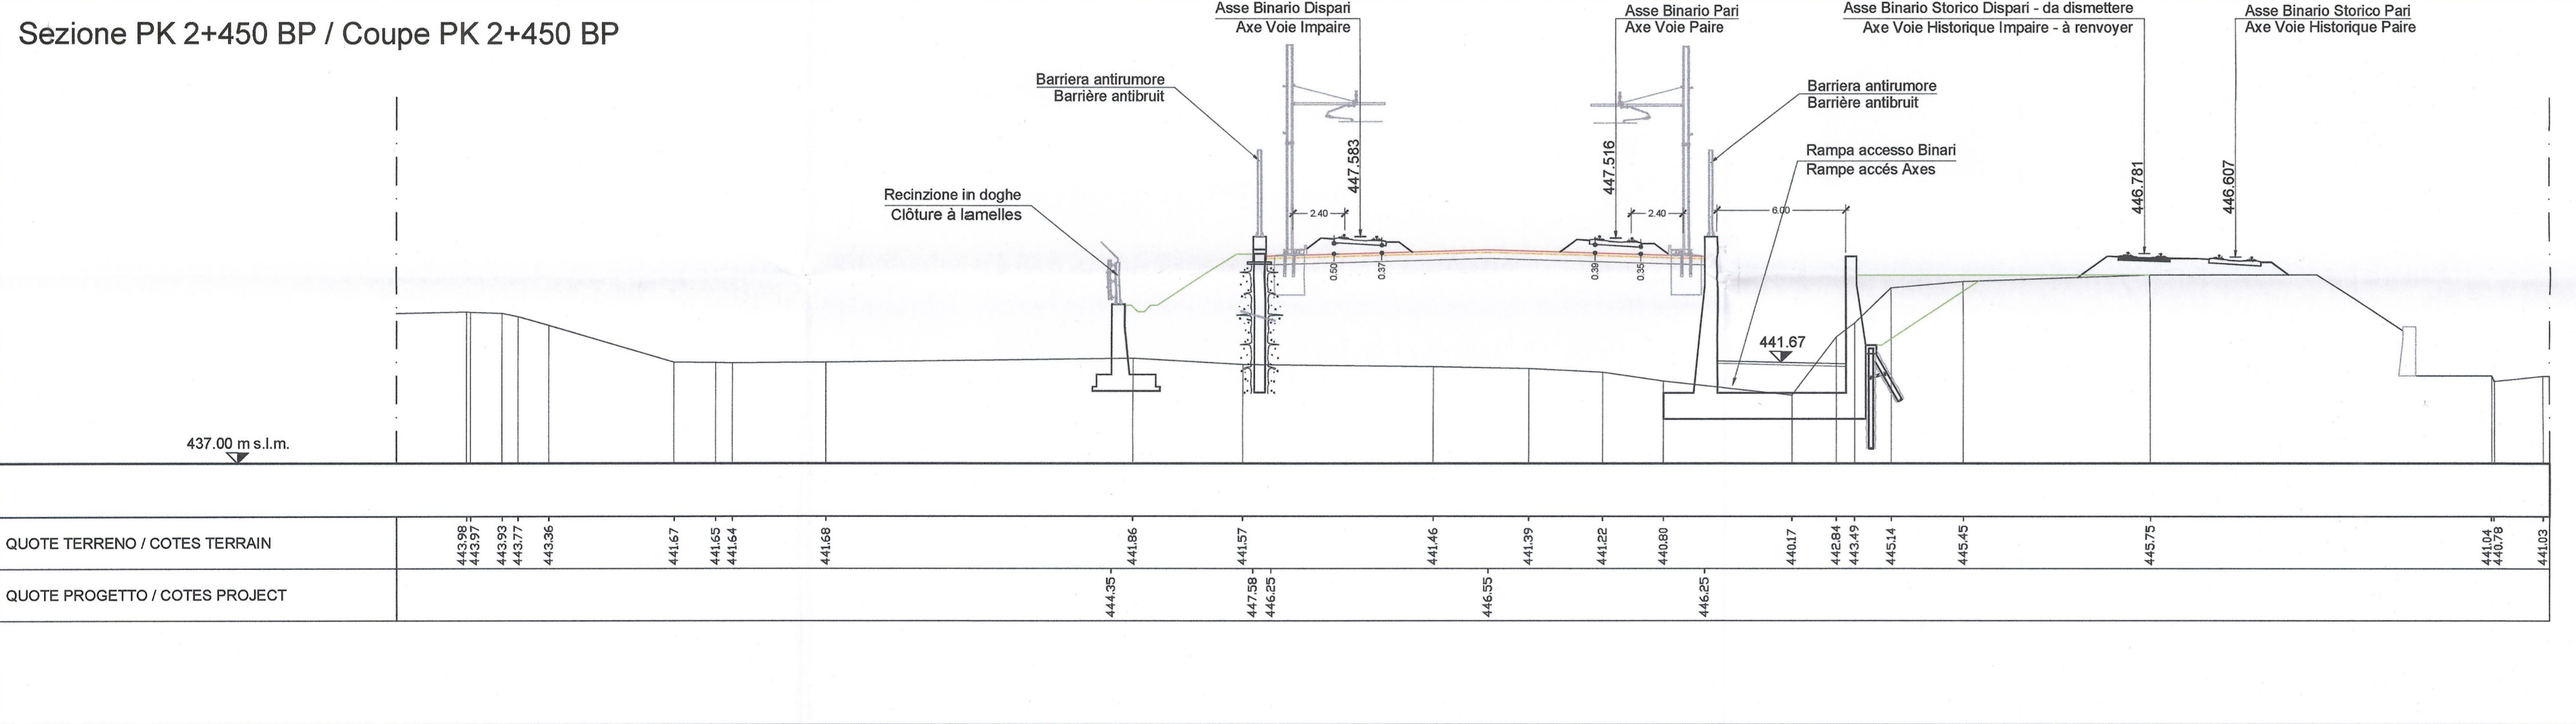 Sezione PK 2+450 BP / Coupe PK 2+450 BP
Asse Binario Dispari
Axe Voie Impaire
Asse Binario Pari
Axe Voie Paire
Asse Binario Storico Dispari - da dismettere
Axe Voie Historique Impaire - à renvoyer
Asse Binario Storico Pari
Axe Voie Historique Paire
Barriera antirumore
Barrière antibruit
Barriera antirumore
Barrière antibruit
Rampa accesso Binari
Rampe accés Axes
Recinzione in doghe
Clôture à lamelles
447.583
447.516
446.781
446.607
2.40
2.40
6.00
0.50
0.37
0.39
0.35
441.67
437.00 m s.l.m.
QUOTE TERRENO / COTES TERRAIN
443.98
443.97
443.93
443.77
443.36
441.67
441.65
441.64
441.68
441.86
441.57
441.46
441.39
441.22
440.80
440.17
442.84
443.49
445.14
445.45
445.75
441.04
440.78
441.03
QUOTE PROGETTO / COTES PROJECT
444.35
447.58
446.25
446.55
446.25